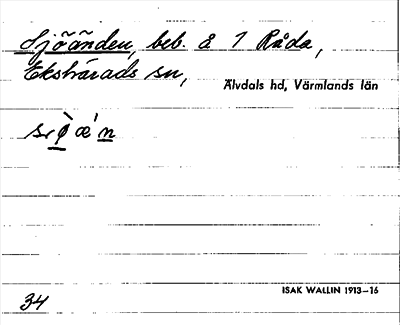 Sjöänden, beb. å 1 Råda,
Ekshärads sn,
Älvdals hd, Värmlands län
ISAK WALLIN 1913–16
34